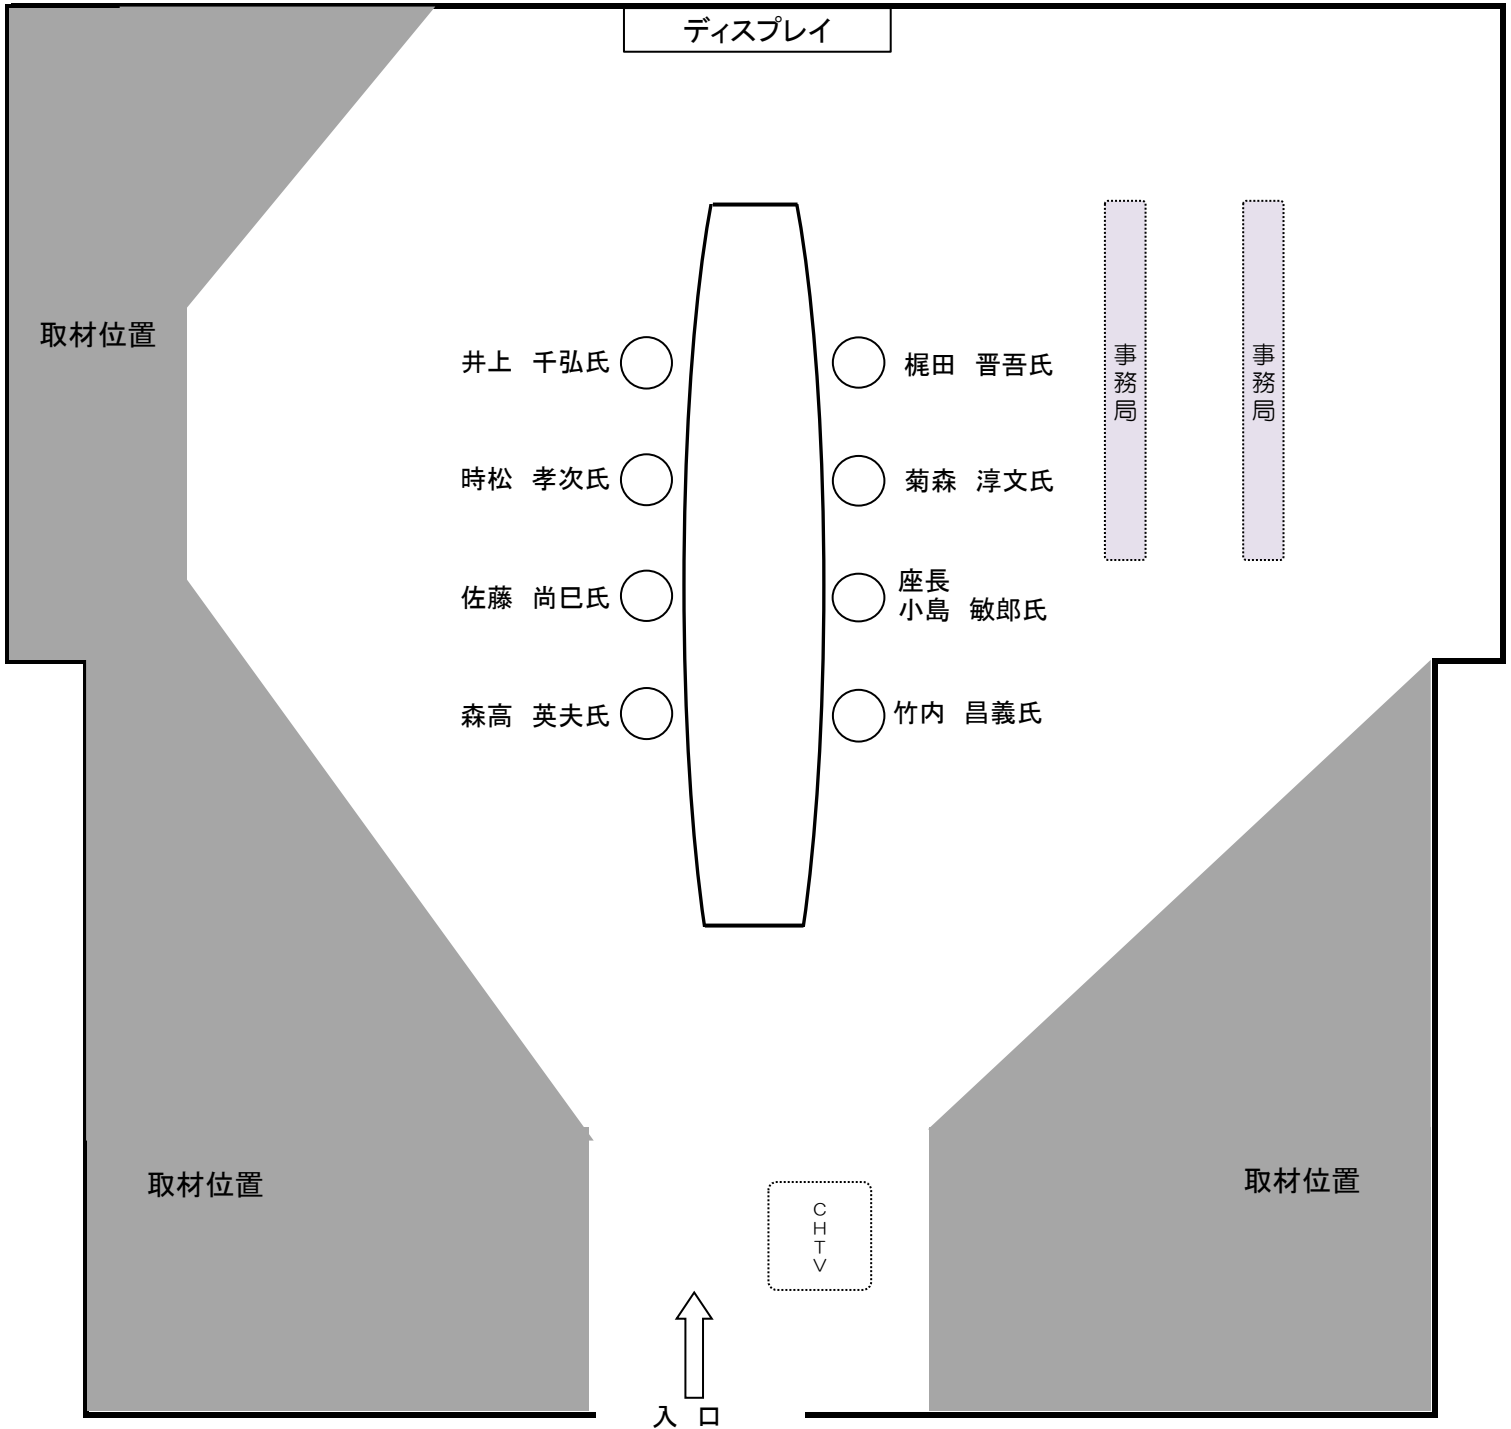 ディスプレイ
取材位置
井上　千弘氏
梶田　晋吾氏
事務局
事務局
時松　孝次氏
菊森　淳文氏
佐藤　尚巳氏
座長
小島　敏郎氏
森高　英夫氏
竹内　昌義氏
取材位置
取材位置
CHTV
入　口